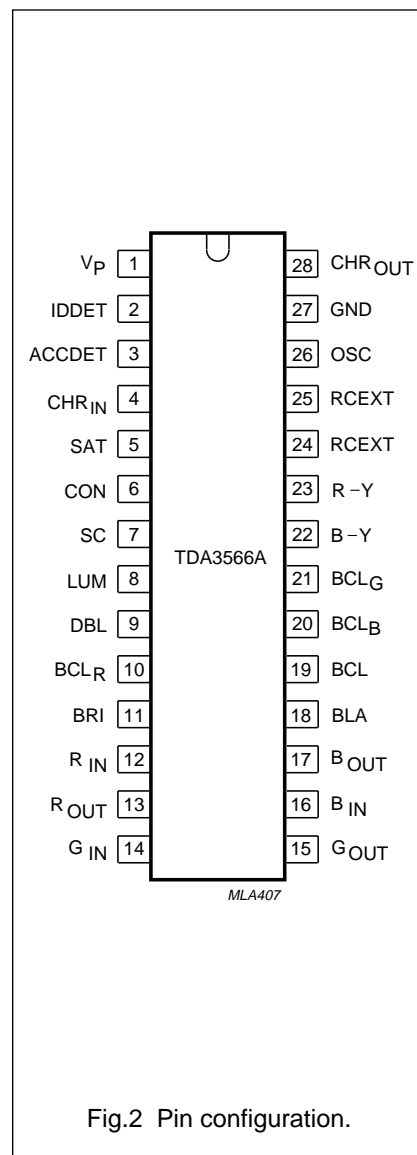 VP 1 28 CHROUT
IDDET 2 27 GND
ACCDET 3 26 OSC
CHRIN 4 25 RCEXT
SAT 5 24 RCEXT
CON 6 23 R–Y
SC 7 22 B–Y
TDA3566A
LUM 8 21 BCLG
DBL 9 20 BCLB
BCLR 10 19 BCL
BRI 11 18 BLA
R IN 12 17 BOUT
ROUT 13 16 B IN
G IN 14 15 GOUT
MLA407
Fig.2 Pin configuration.